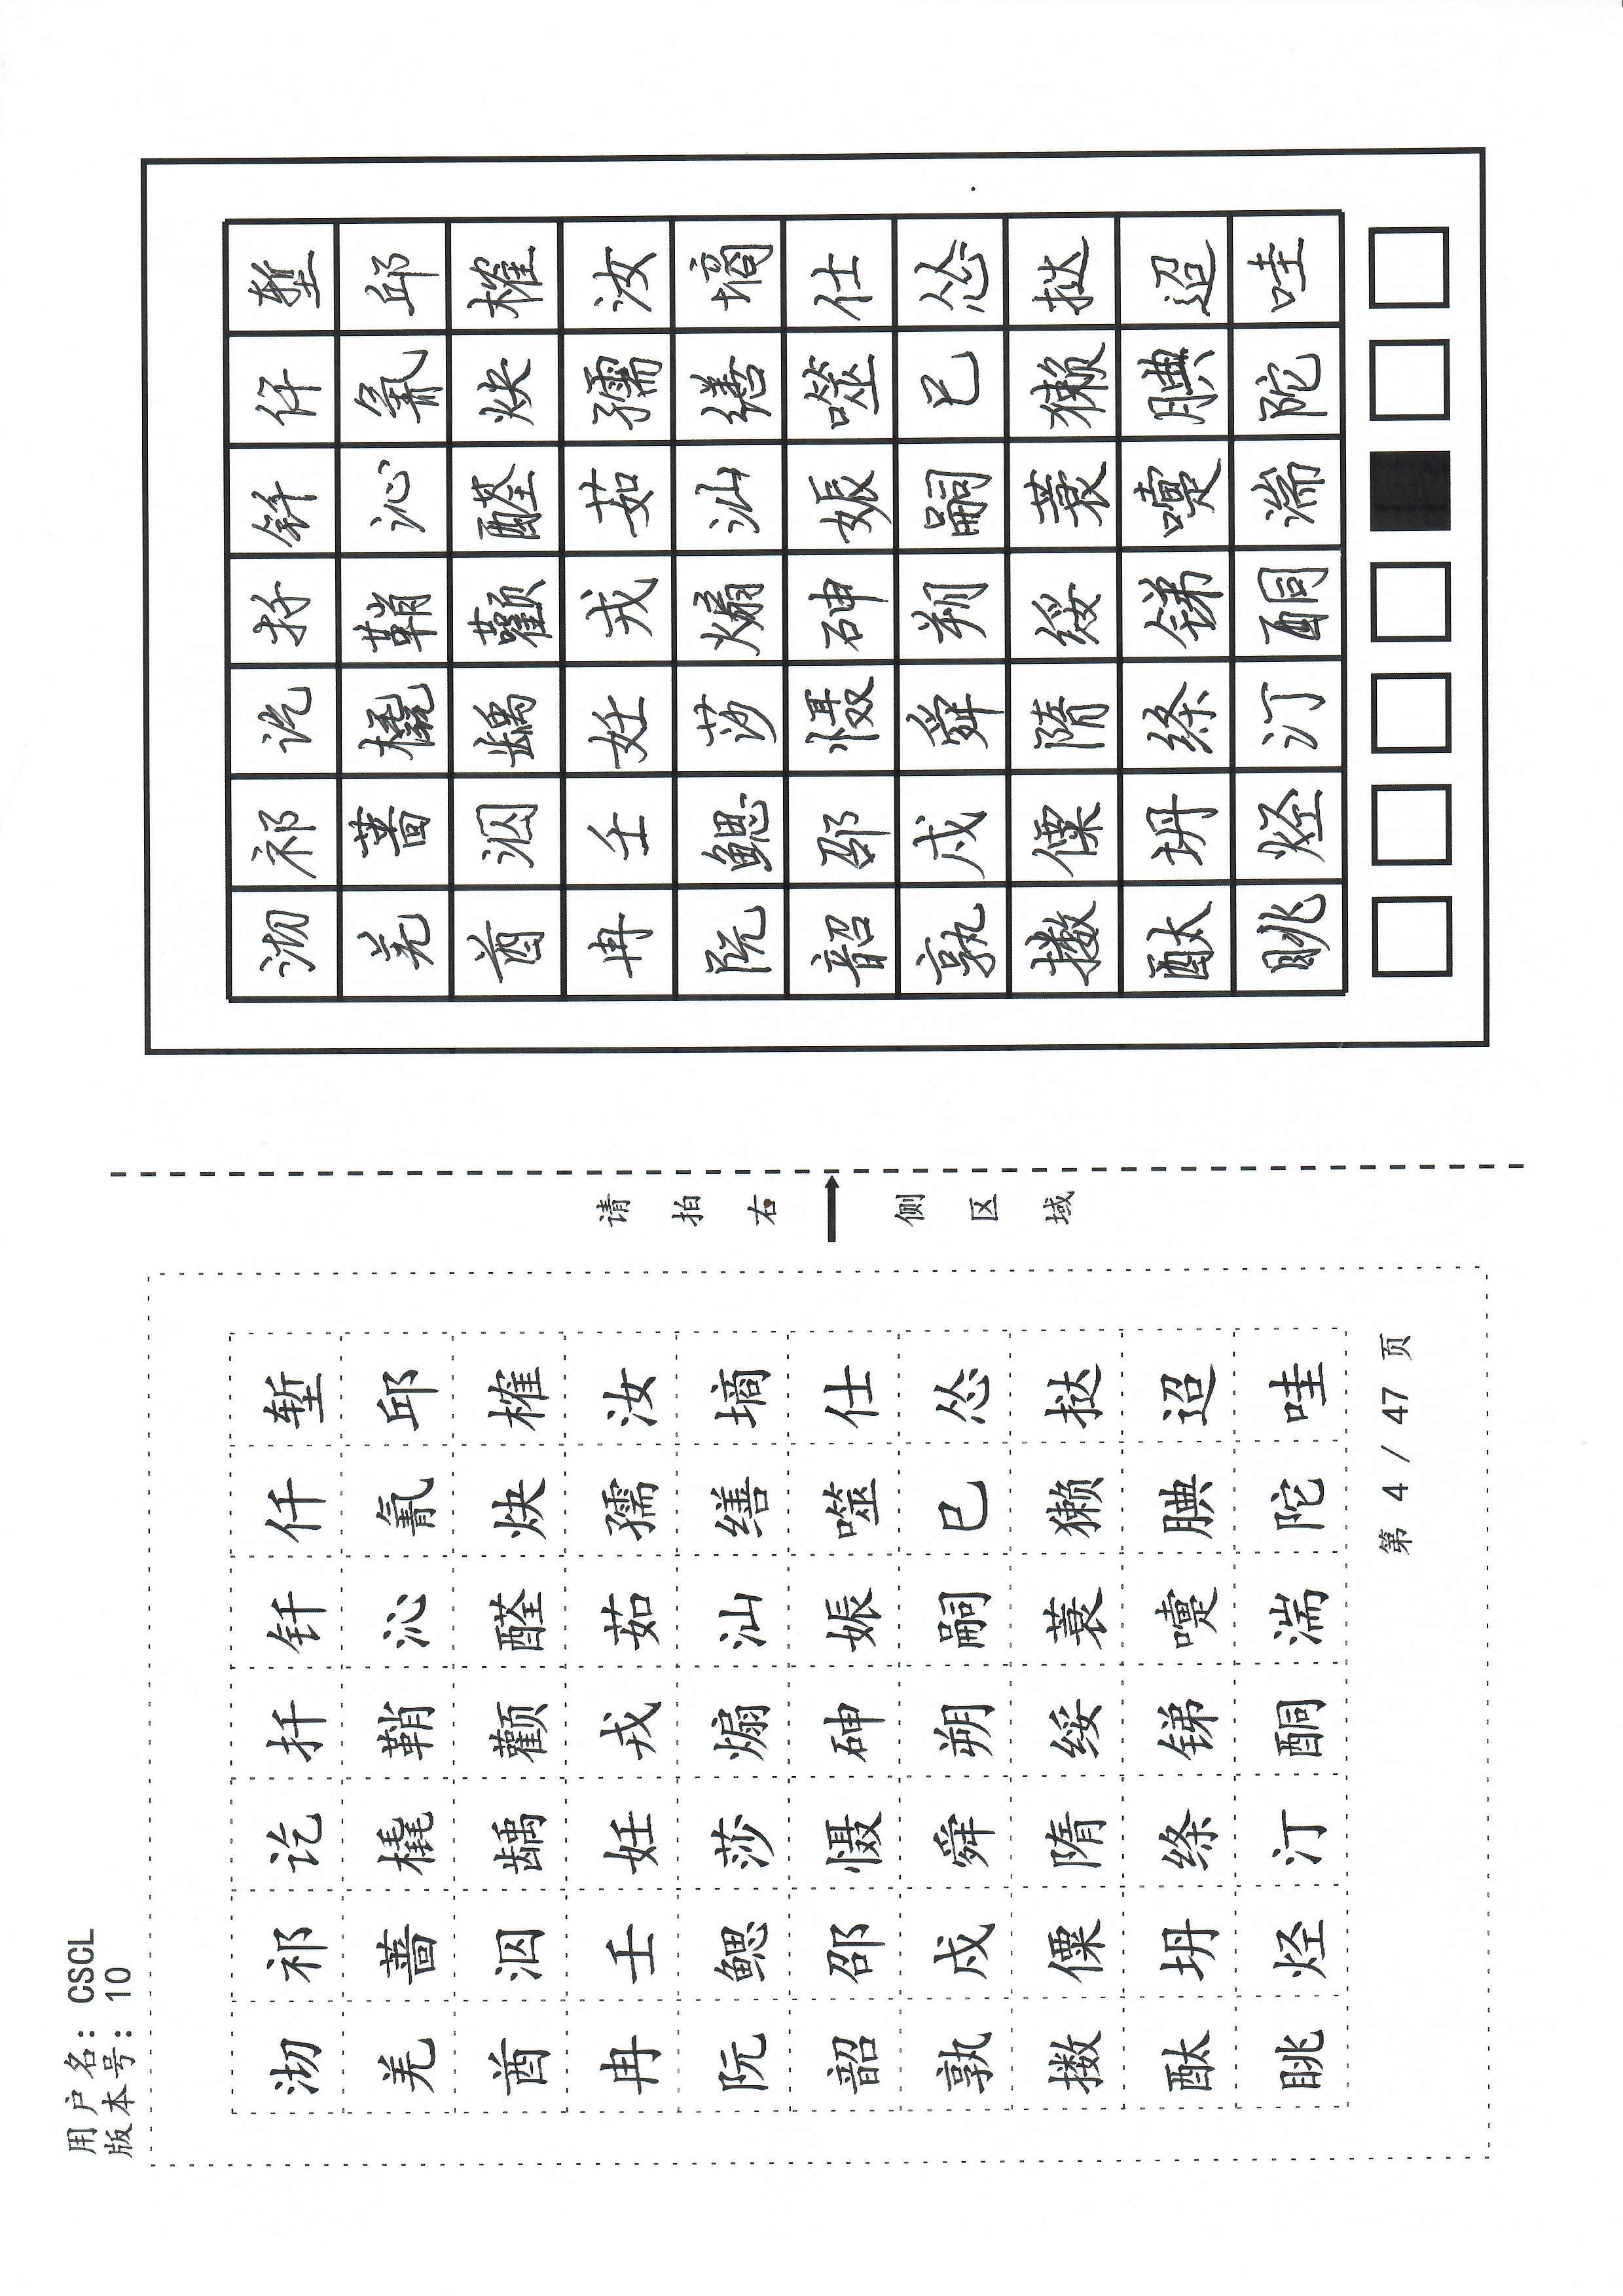 用户名：CSCL
版本号：10
沏 祁 讫 扦 钎 仟 堑
羌 蔷 橇 鞘 沁 氰 邱
酋 泅 龋 颧 醛 炔 榷
冉 壬 妊 戎 茹 孺 汝
阮 鳃 莎 煽 汕 缮 墒
韶 邵 慑 砷 娠 噬 仕
孰 戍 舜 朔 嗣 巳 怂
擞 僳 隋 绥 蓑 獭 挞
酞 坍 绦 锑 嚏 腆 迢
眺 烃 汀 酮 湍 陀 哇
第 4 / 47 页
请拍右侧区域
沏 祁 讫 扦 钎 仟 堑
羌 蔷 橇 鞘 沁 氰 邱
酋 泅 龋 颧 醛 炔 榷
冉 壬 妊 戎 茹 孺 汝
阮 鳃 莎 煽 汕 缮 墒
韶 邵 慑 砷 娠 噬 仕
孰 戍 舜 朔 嗣 巳 怂
擞 僳 隋 绥 蓑 獭 挞
酞 坍 绦 锑 嚏 腆 迢
眺 烃 汀 酮 湍 陀 哇